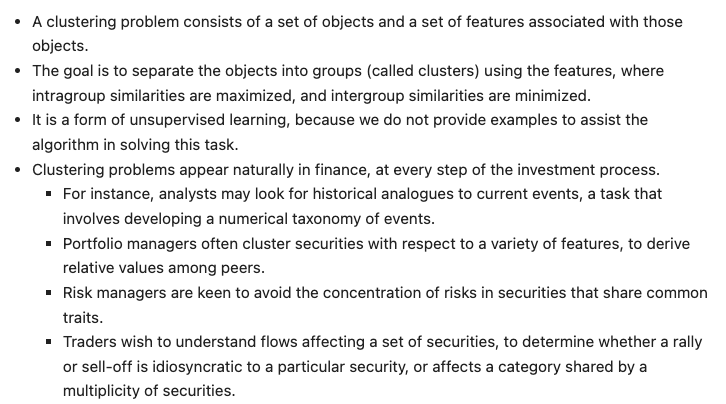 • A clustering problem consists of a set of objects and a set of features associated with those
objects.
• The goal is to separate the objects into groups (called clusters) using the features, where
intragroup similarities are maximized, and intergroup similarities are minimized.
• It is a form of unsupervised learning, because we do not provide examples to assist the
algorithm in solving this task.
• Clustering problems appear naturally in finance, at every step of the investment process.
▪ For instance, analysts may look for historical analogues to current events, a task that
involves developing a numerical taxonomy of events.
▪ Portfolio managers often cluster securities with respect to a variety of features, to derive
relative values among peers.
▪ Risk managers are keen to avoid the concentration of risks in securities that share common
traits.
▪ Traders wish to understand flows affecting a set of securities, to determine whether a rally
or sell-off is idiosyncratic to a particular security, or affects a category shared by a
multiplicity of securities.